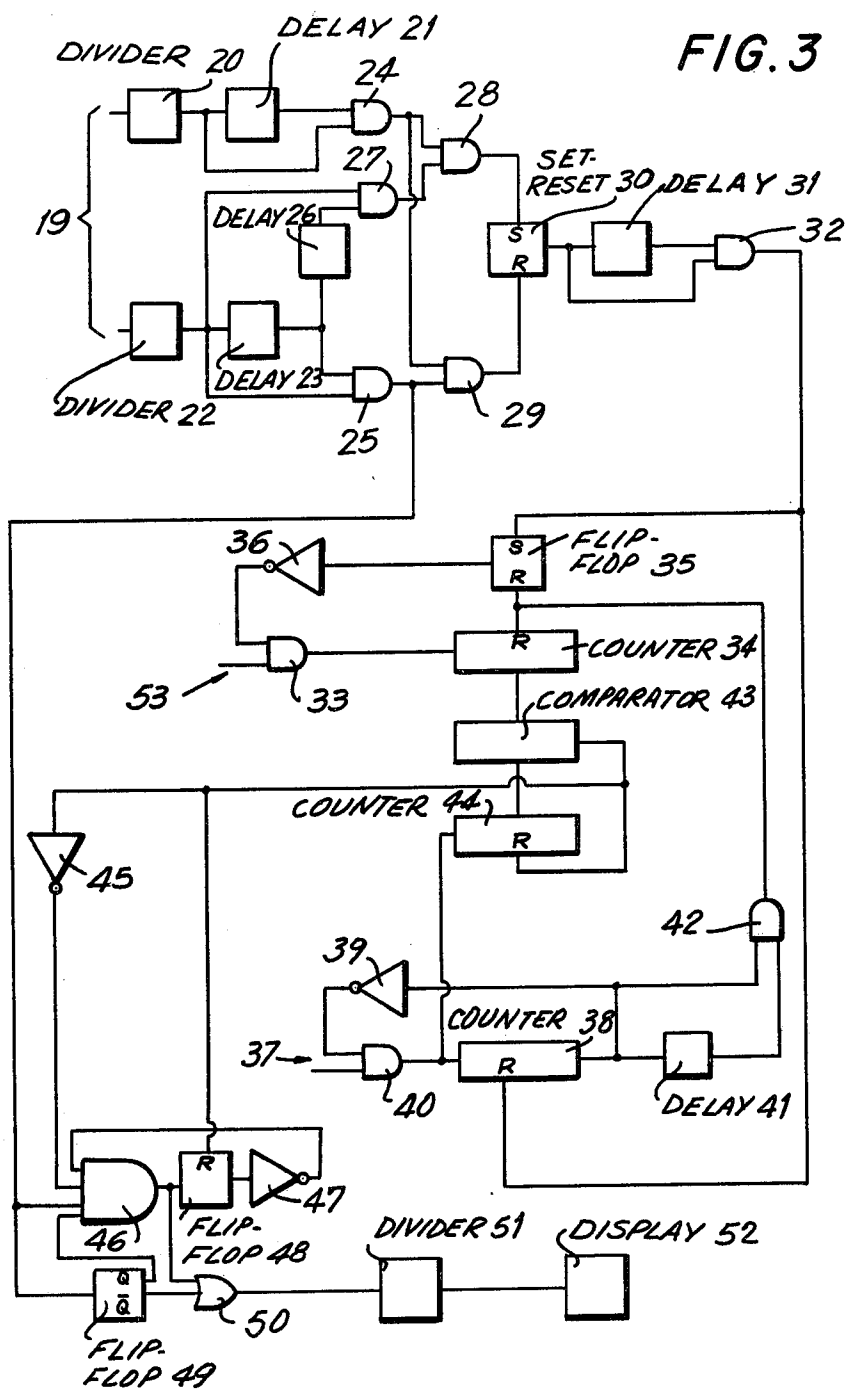 FIG. 3
DIVIDER 20
DELAY 21
24
28
27
SET-
RESET 30
DELAY 31
32
19
DELAY 26
S
R
DIVIDER 22
DELAY 23
25
29
36
S
R
FLIP-
FLOP 35
R
COUNTER 34
53
33
COMPARATOR 43
COUNTER 44
R
45
42
39
COUNTER 38
37
R
40
DELAY 41
R
47
46
FLIP-
FLOP 48
DIVIDER 51
DISPLAY 52
Q
Q̅
50
FLIP-
FLOP 49